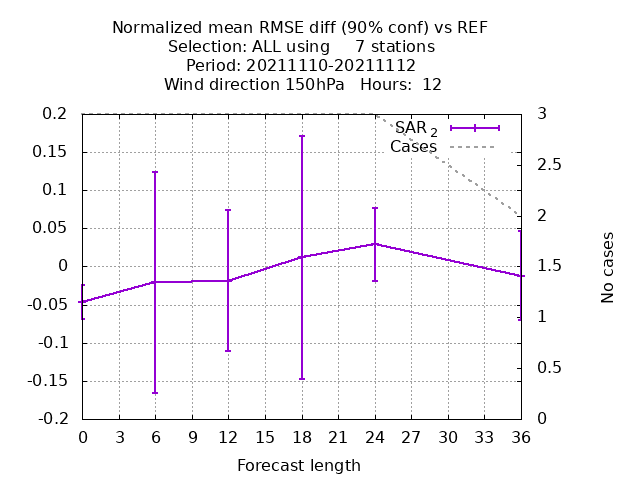 Normalized mean RMSE diff (90% conf) vs REF
Selection: ALL using     7 stations
Period: 20211110-20211112
Wind direction 150hPa   Hours:  12
SAR 2
Cases
0.2
0.15
0.1
0.05
0
-0.05
-0.1
-0.15
-0.2
3
2.5
2
1.5
1
0.5
0
No cases
0 3 6 9 12 15 18 21 24 27 30 33 36
Forecast length